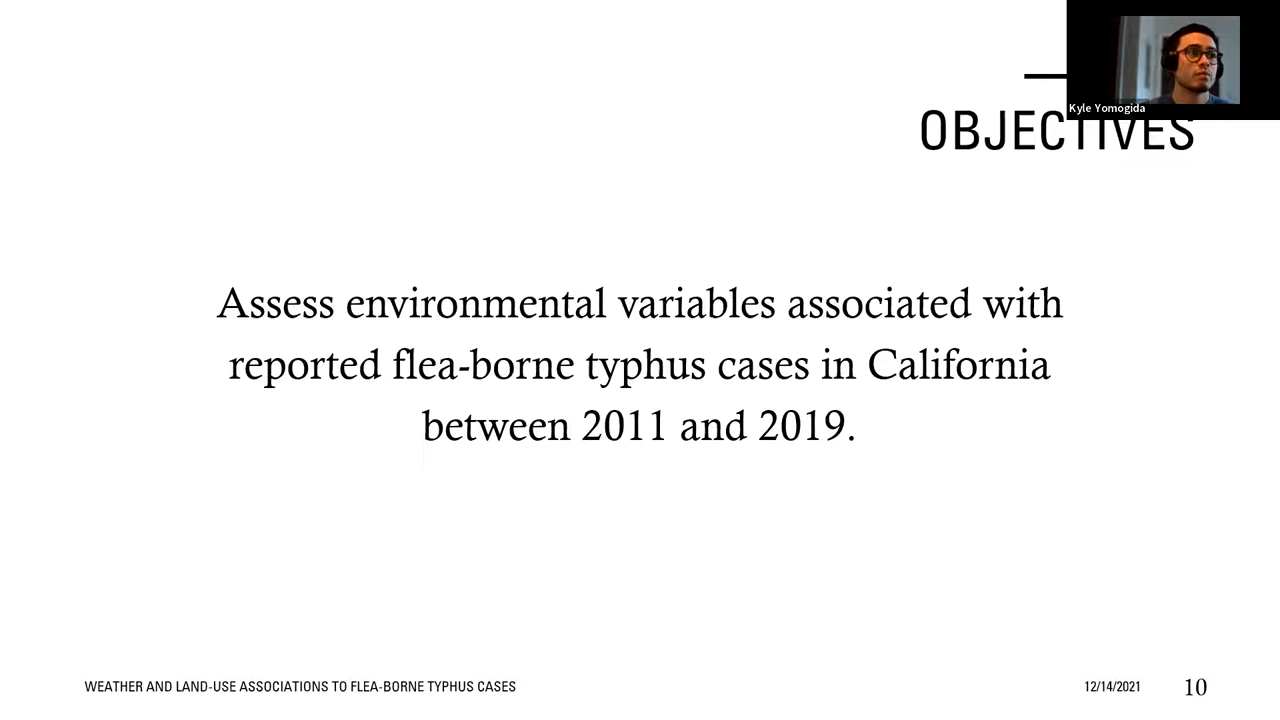 Kyle Yomogida
OBJECTIVES
Assess environmental variables associated with
reported flea-borne typhus cases in California
between 2011 and 2019.
WEATHER AND LAND-USE ASSOCIATIONS TO FLEA-BORNE TYPHUS CASES
12/14/2021
10